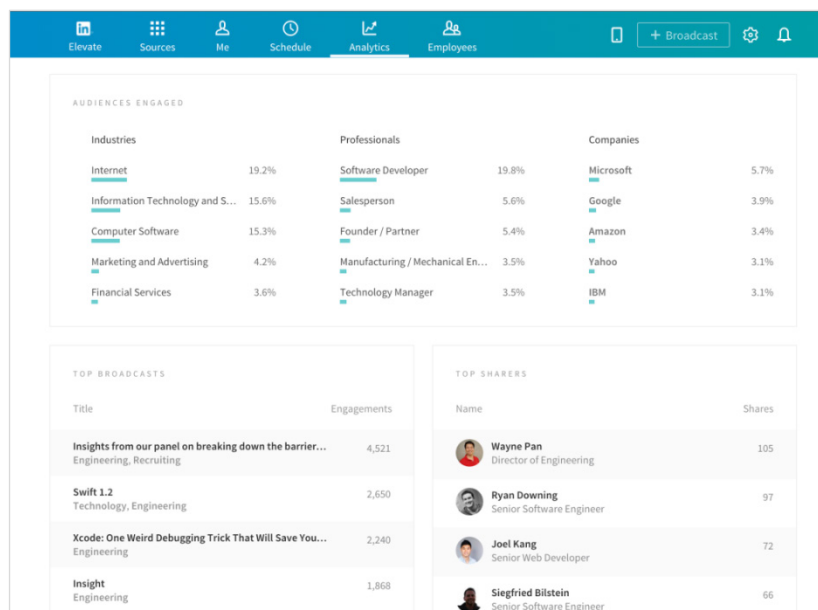 in
Elevate
Sources
Me
Schedule
Analytics
Employees
+ Broadcast
AUDIENCES ENGAGED
Industries
Internet 19.2%
Information Technology and S... 15.6%
Computer Software 15.3%
Marketing and Advertising 4.2%
Financial Services 3.6%
Professionals
Software Developer 19.8%
Salesperson 5.6%
Founder / Partner 5.4%
Manufacturing / Mechanical En... 3.5%
Technology Manager 3.5%
Companies
Microsoft 5.7%
Google 3.9%
Amazon 3.4%
Yahoo 3.1%
IBM 3.1%
TOP BROADCASTS
Title Engagements
Insights from our panel on breaking down the barrier... 4,521
Engineering, Recruiting
Swift 1.2 2,650
Technology, Engineering
Xcode: One Weird Debugging Trick That Will Save You... 2,240
Engineering
Insight 1,868
Engineering
TOP SHARERS
Name Shares
Wayne Pan 105
Director of Engineering
Ryan Downing 97
Senior Software Engineer
Joel Kang 72
Senior Web Developer
Siegfried Bilstein 66
Senior Software Engineer